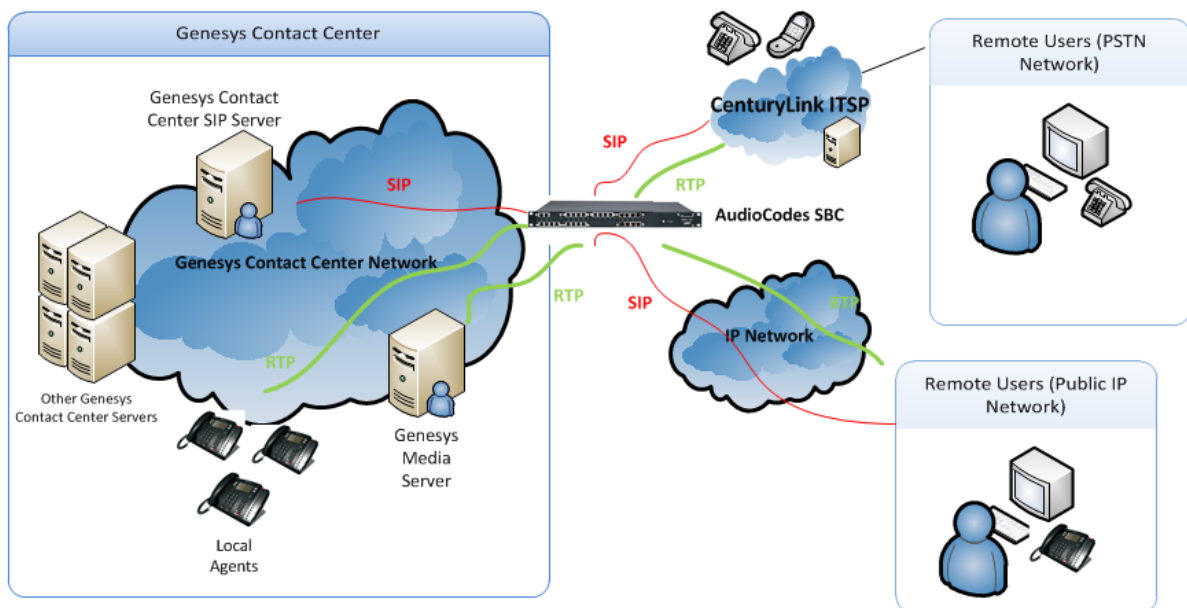 Genesys Contact Center
Genesys Contact
Center SIP Server
SIP
Genesys Contact Center Network
RTP
Other Genesys
Contact Center Servers
Genesys
Media
Server
Local
Agents
CenturyLink ITSP
SIP
RTP
AudioCodes SBC
RTP
SIP
RTP
IP Network
Remote Users (PSTN
Network)
Remote Users (Public IP
Network)